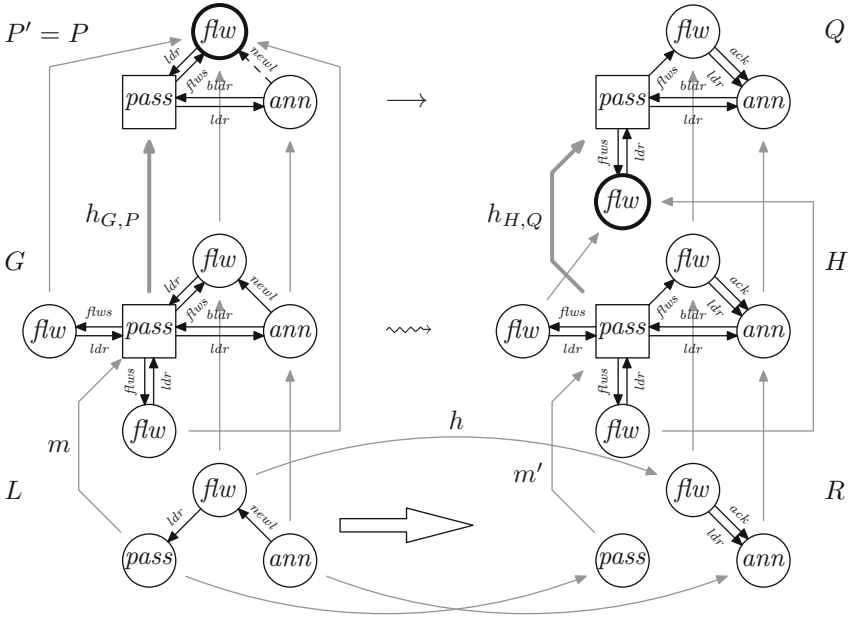 P′ = P flw flw Q
ldr flws newl ack ldr flws
pass bldr ann ⟶ pass bldr ann
ldr ldr
flws ldr
flw
h_{G,P} h_{H,Q}
G flw flw H
ldr flws newl ack ldr flws
flw flws ldr pass bldr ldr ann flw flws ldr pass bldr ldr ann
flws ldr flws ldr
flw flw
m h m′
L flw flw R
ldr newl ack ldr
pass ann pass ann